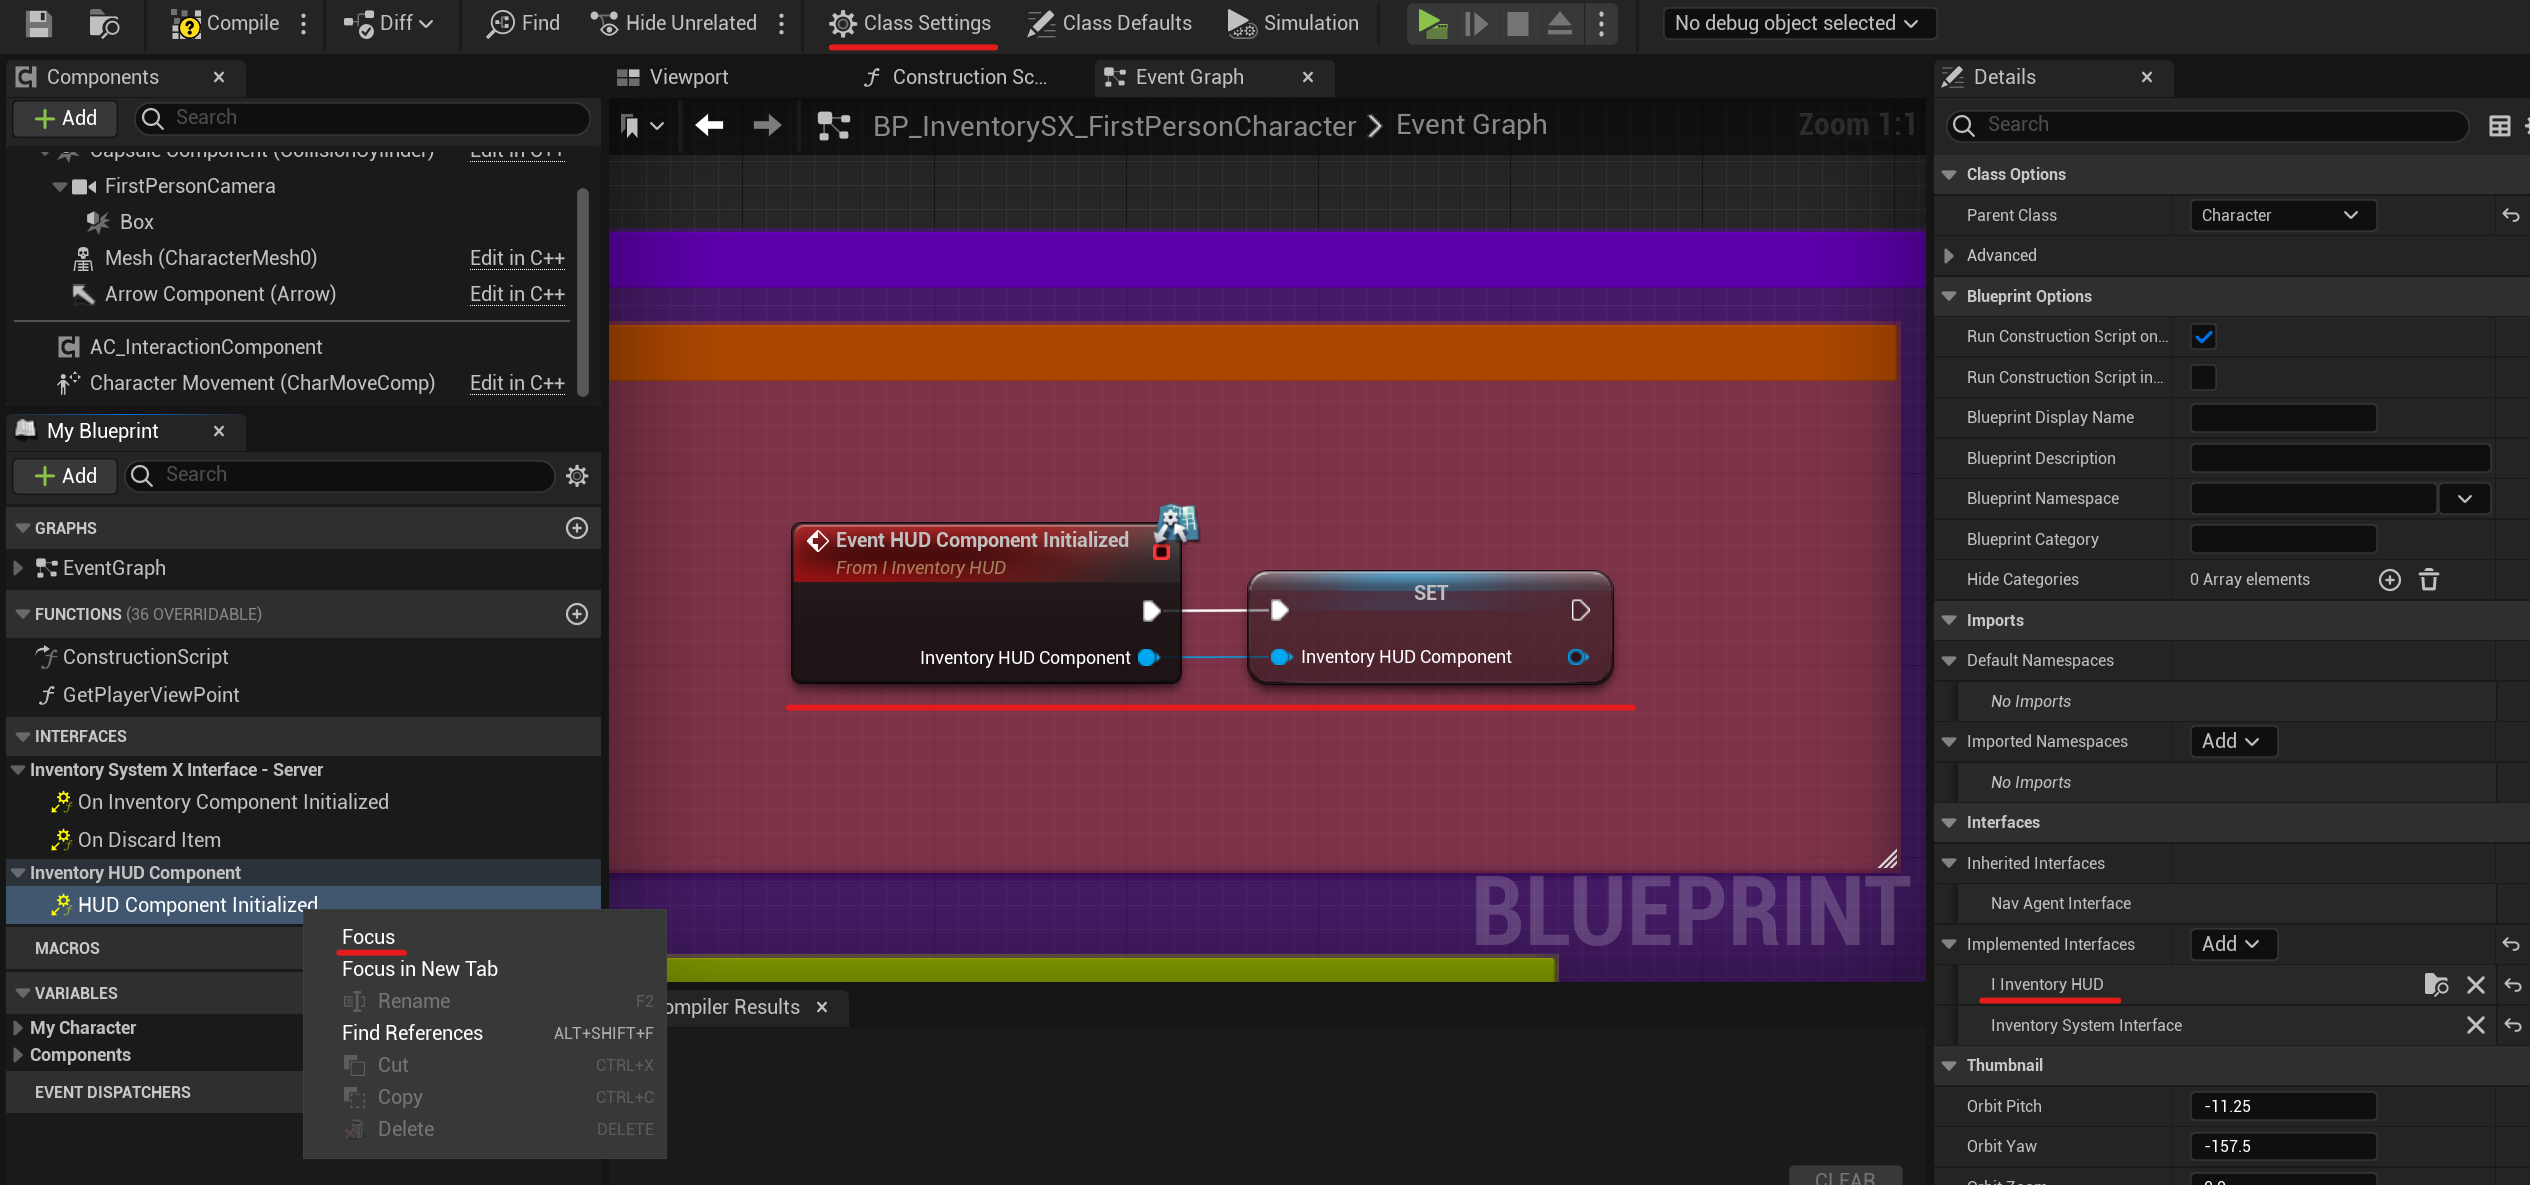 Compile
Diff
Find
Hide Unrelated
Class Settings
Class Defaults
Simulation
No debug object selected
Components
Add
Search
Capsule Component (CollisionCylinder)
Edit in C++
FirstPersonCamera
Box
Mesh (CharacterMesh0)
Edit in C++
Arrow Component (Arrow)
Edit in C++
AC_InteractionComponent
Character Movement (CharMoveComp)
Edit in C++
My Blueprint
Add
Search
GRAPHS
EventGraph
FUNCTIONS (36 OVERRIDABLE)
ConstructionScript
GetPlayerViewPoint
INTERFACES
Inventory System X Interface - Server
On Inventory Component Initialized
On Discard Item
Inventory HUD Component
HUD Component Initialized
MACROS
VARIABLES
My Character
Components
EVENT DISPATCHERS
Focus
Focus in New Tab
Rename F2
Find References ALT+SHIFT+F
Cut CTRL+X
Copy CTRL+C
Delete DELETE
Viewport
Construction Sc...
Event Graph
BP_InventorySX_FirstPersonCharacter > Event Graph
Zoom 1:1
Event HUD Component Initialized
From I Inventory HUD
Inventory HUD Component
SET
Inventory HUD Component
BLUEPRINT
ompiler Results
CLEAR
Details
Search
Class Options
Parent Class
Character
Advanced
Blueprint Options
Run Construction Script on...
Run Construction Script in...
Blueprint Display Name
Blueprint Description
Blueprint Namespace
Blueprint Category
Hide Categories
0 Array elements
Imports
Default Namespaces
No Imports
Imported Namespaces
Add
No Imports
Interfaces
Inherited Interfaces
Nav Agent Interface
Implemented Interfaces
Add
I Inventory HUD
Inventory System Interface
Thumbnail
Orbit Pitch
-11.25
Orbit Yaw
-157.5